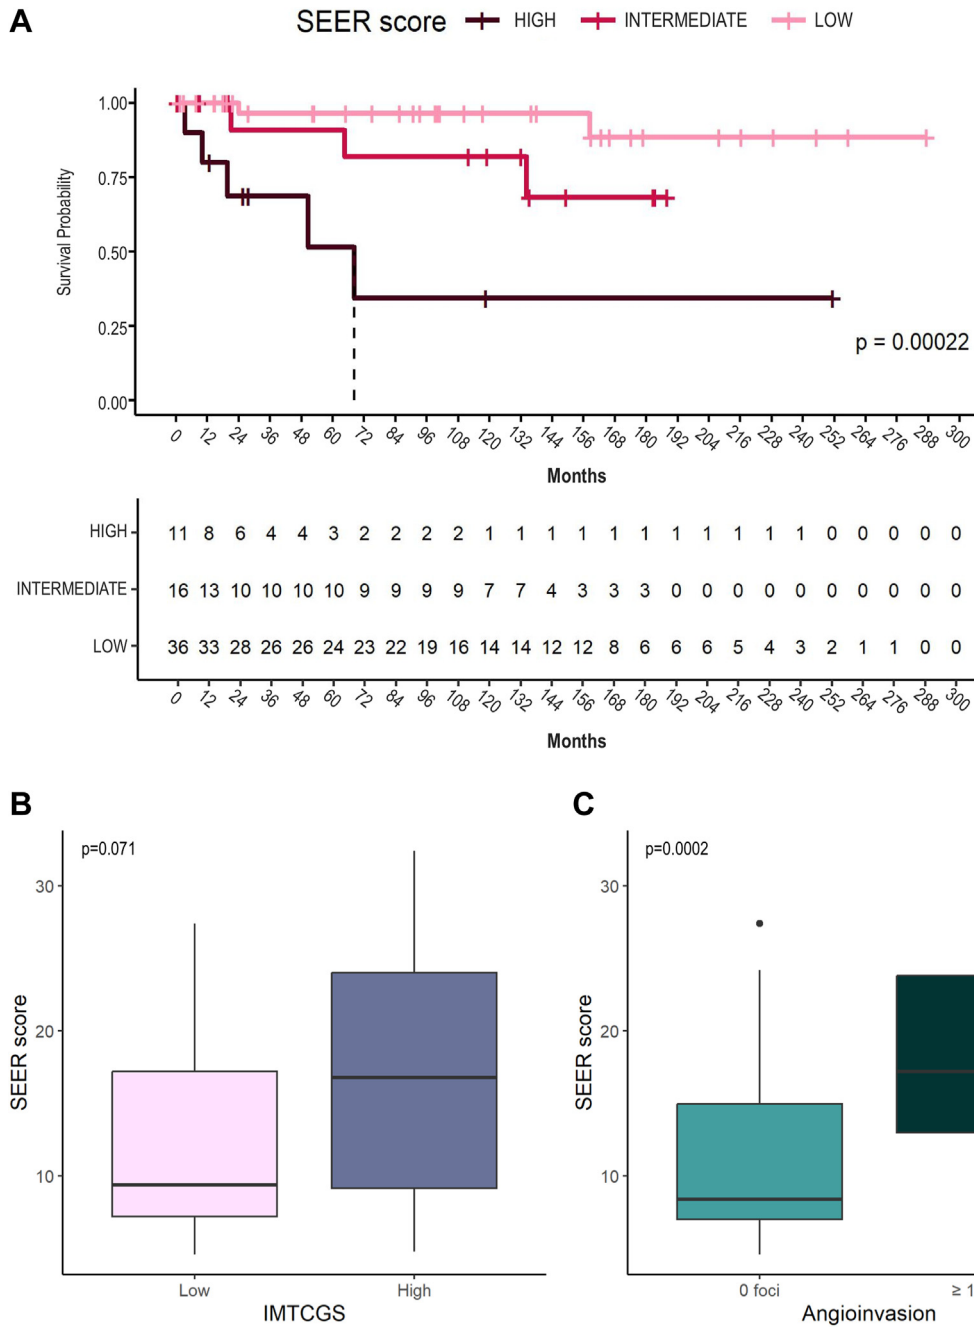 A
SEER score HIGH INTERMEDIATE LOW
1.00
0.75
0.50
0.25
0.00
Survival Probability
p = 0.00022
0 12 24 36 48 60 72 84 96 108 120 132 144 156 168 180 192 204 216 228 240 252 264 276 288 300
Months
HIGH 11 8 6 4 4 3 2 2 2 2 1 1 1 1 1 1 1 1 1 1 1 0 0 0 0 0
INTERMEDIATE 16 13 10 10 10 10 9 9 9 9 7 7 4 3 3 3 0 0 0 0 0 0 0 0 0 0
LOW 36 33 28 26 26 24 23 22 19 16 14 14 12 12 8 6 6 6 5 4 3 2 1 1 0 0
0 12 24 36 48 60 72 84 96 108 120 132 144 156 168 180 192 204 216 228 240 252 264 276 288 300
Months
B
p=0.071
30
20
10
SEER score
Low High
IMTCGS
C
p=0.0002
30
20
10
SEER score
0 foci ≥ 1
Angioinvasion